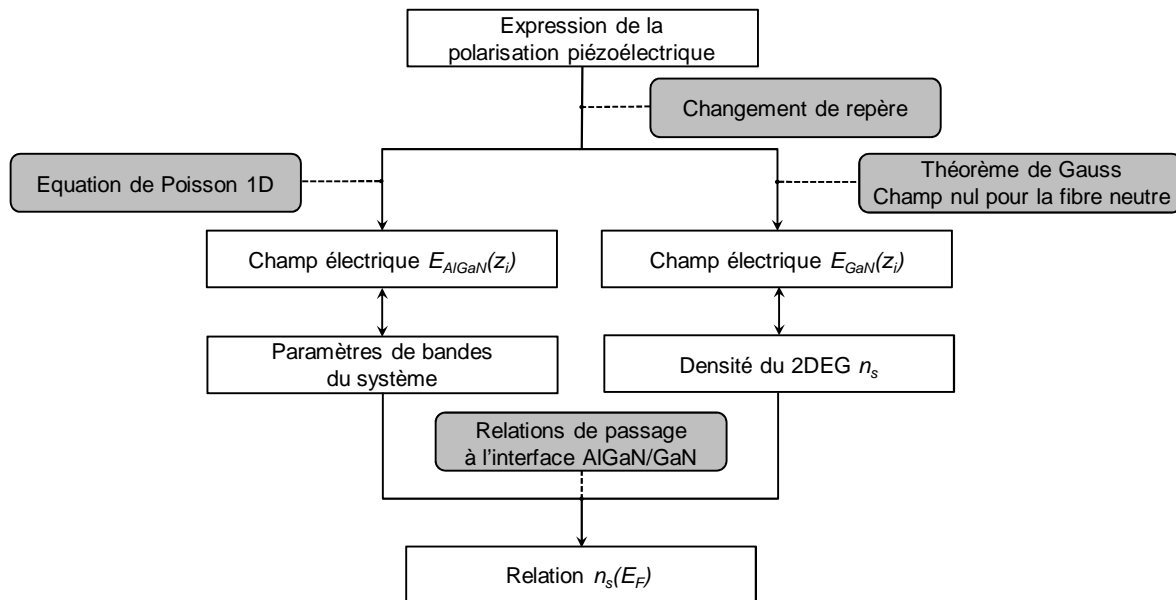 Expression de la
polarisation piézoélectrique
Changement de repère
Equation de Poisson 1D
Théorème de Gauss
Champ nul pour la fibre neutre
Champ électrique E_AlGaN(z_i)
Champ électrique E_GaN(z_i)
Paramètres de bandes
du système
Densité du 2DEG n_s
Relations de passage
à l'interface AlGaN/GaN
Relation n_s(E_F)